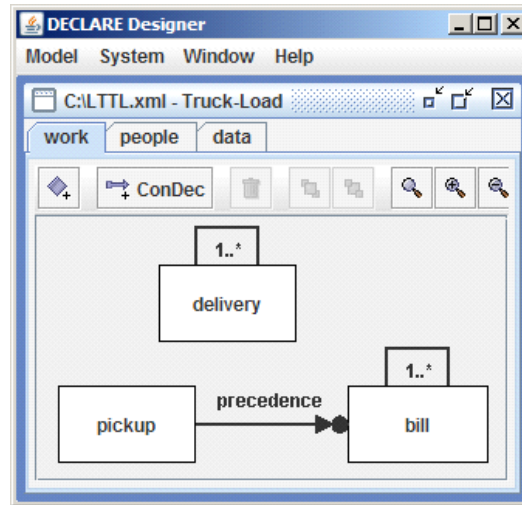 DECLARE Designer
Model System Window Help
C:\LTTL.xml - Truck-Load
work people data
ConDec
1..*
delivery
1..*
precedence
pickup
bill